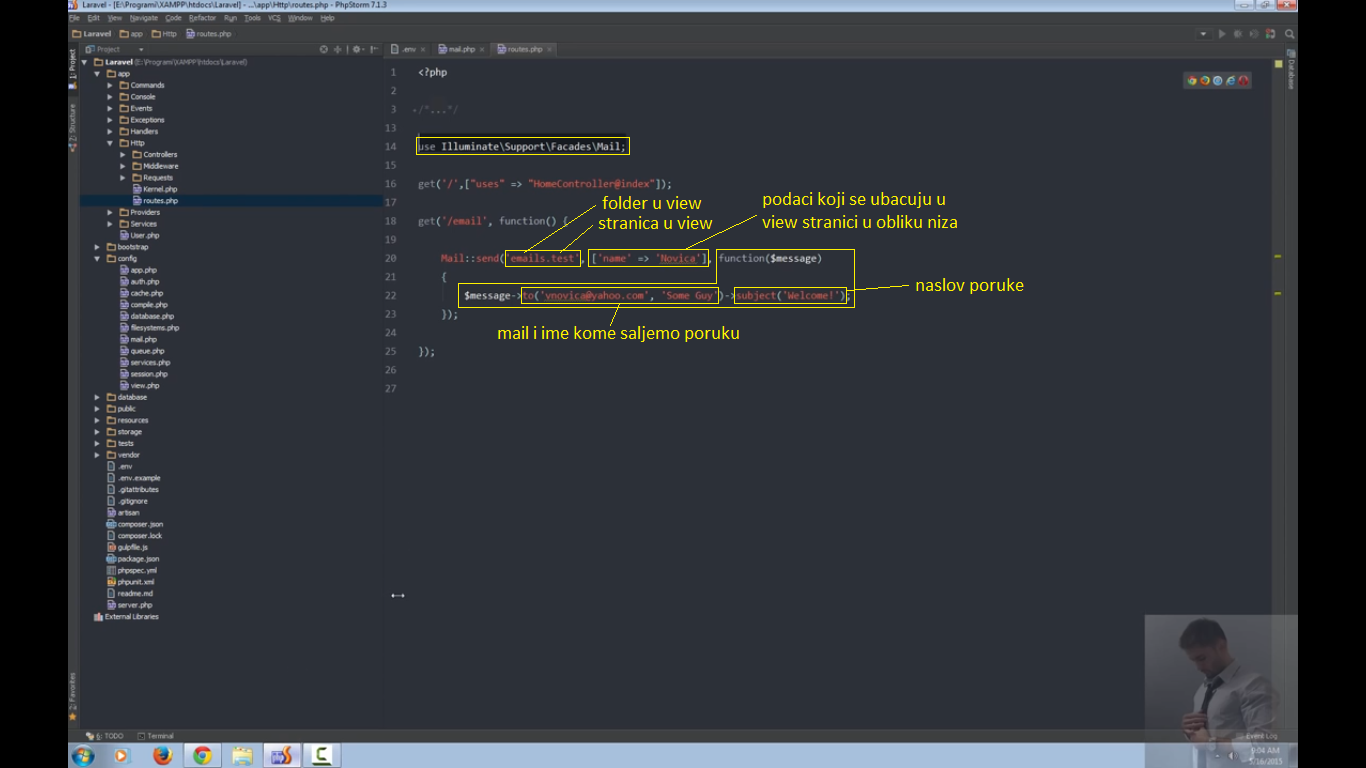 Laravel - [E:\Programi\XAMPP\htdocs\Laravel] - ...\app\Http\routes.php - PhpStorm 7.1.3
File Edit View Navigate Code Refactor Run Tools VCS Window Help
Laravel app Http routes.php
Project
.env mail.php routes.php
1: Project
Z: Structure
2: Favorites
Database
Laravel (E:\Programi\XAMPP\htdocs\Laravel)
app
Commands
Console
Events
Exceptions
Handlers
Http
Controllers
Middleware
Requests
Kernel.php
routes.php
Providers
Services
User.php
bootstrap
config
app.php
auth.php
cache.php
compile.php
database.php
filesystems.php
mail.php
queue.php
services.php
session.php
view.php
database
public
resources
storage
tests
vendor
.env
.env.example
.gitattributes
.gitignore
artisan
composer.json
composer.lock
gulpfile.js
package.json
phpspec.yml
phpunit.xml
readme.md
server.php
External Libraries
1 <?php
2
3 /*...*/
13
14 use Illuminate\Support\Facades\Mail;
15
16 get('/',["uses" => "HomeController@index"]);
17
18 get('/email', function() {
19
20 Mail::send('emails.test', ['name' => 'Novica'], function($message)
21 {
22 $message->to('vnovica@yahoo.com', 'Some Guy')->subject('Welcome!');
23 });
24
25 });
26
27
folder u view
stranica u view
podaci koji se ubacuju u
view stranici u obliku niza
naslov poruke
mail i ime kome saljemo poruku
6: TODO Terminal
Event Log
9:04 AM
5/16/2015